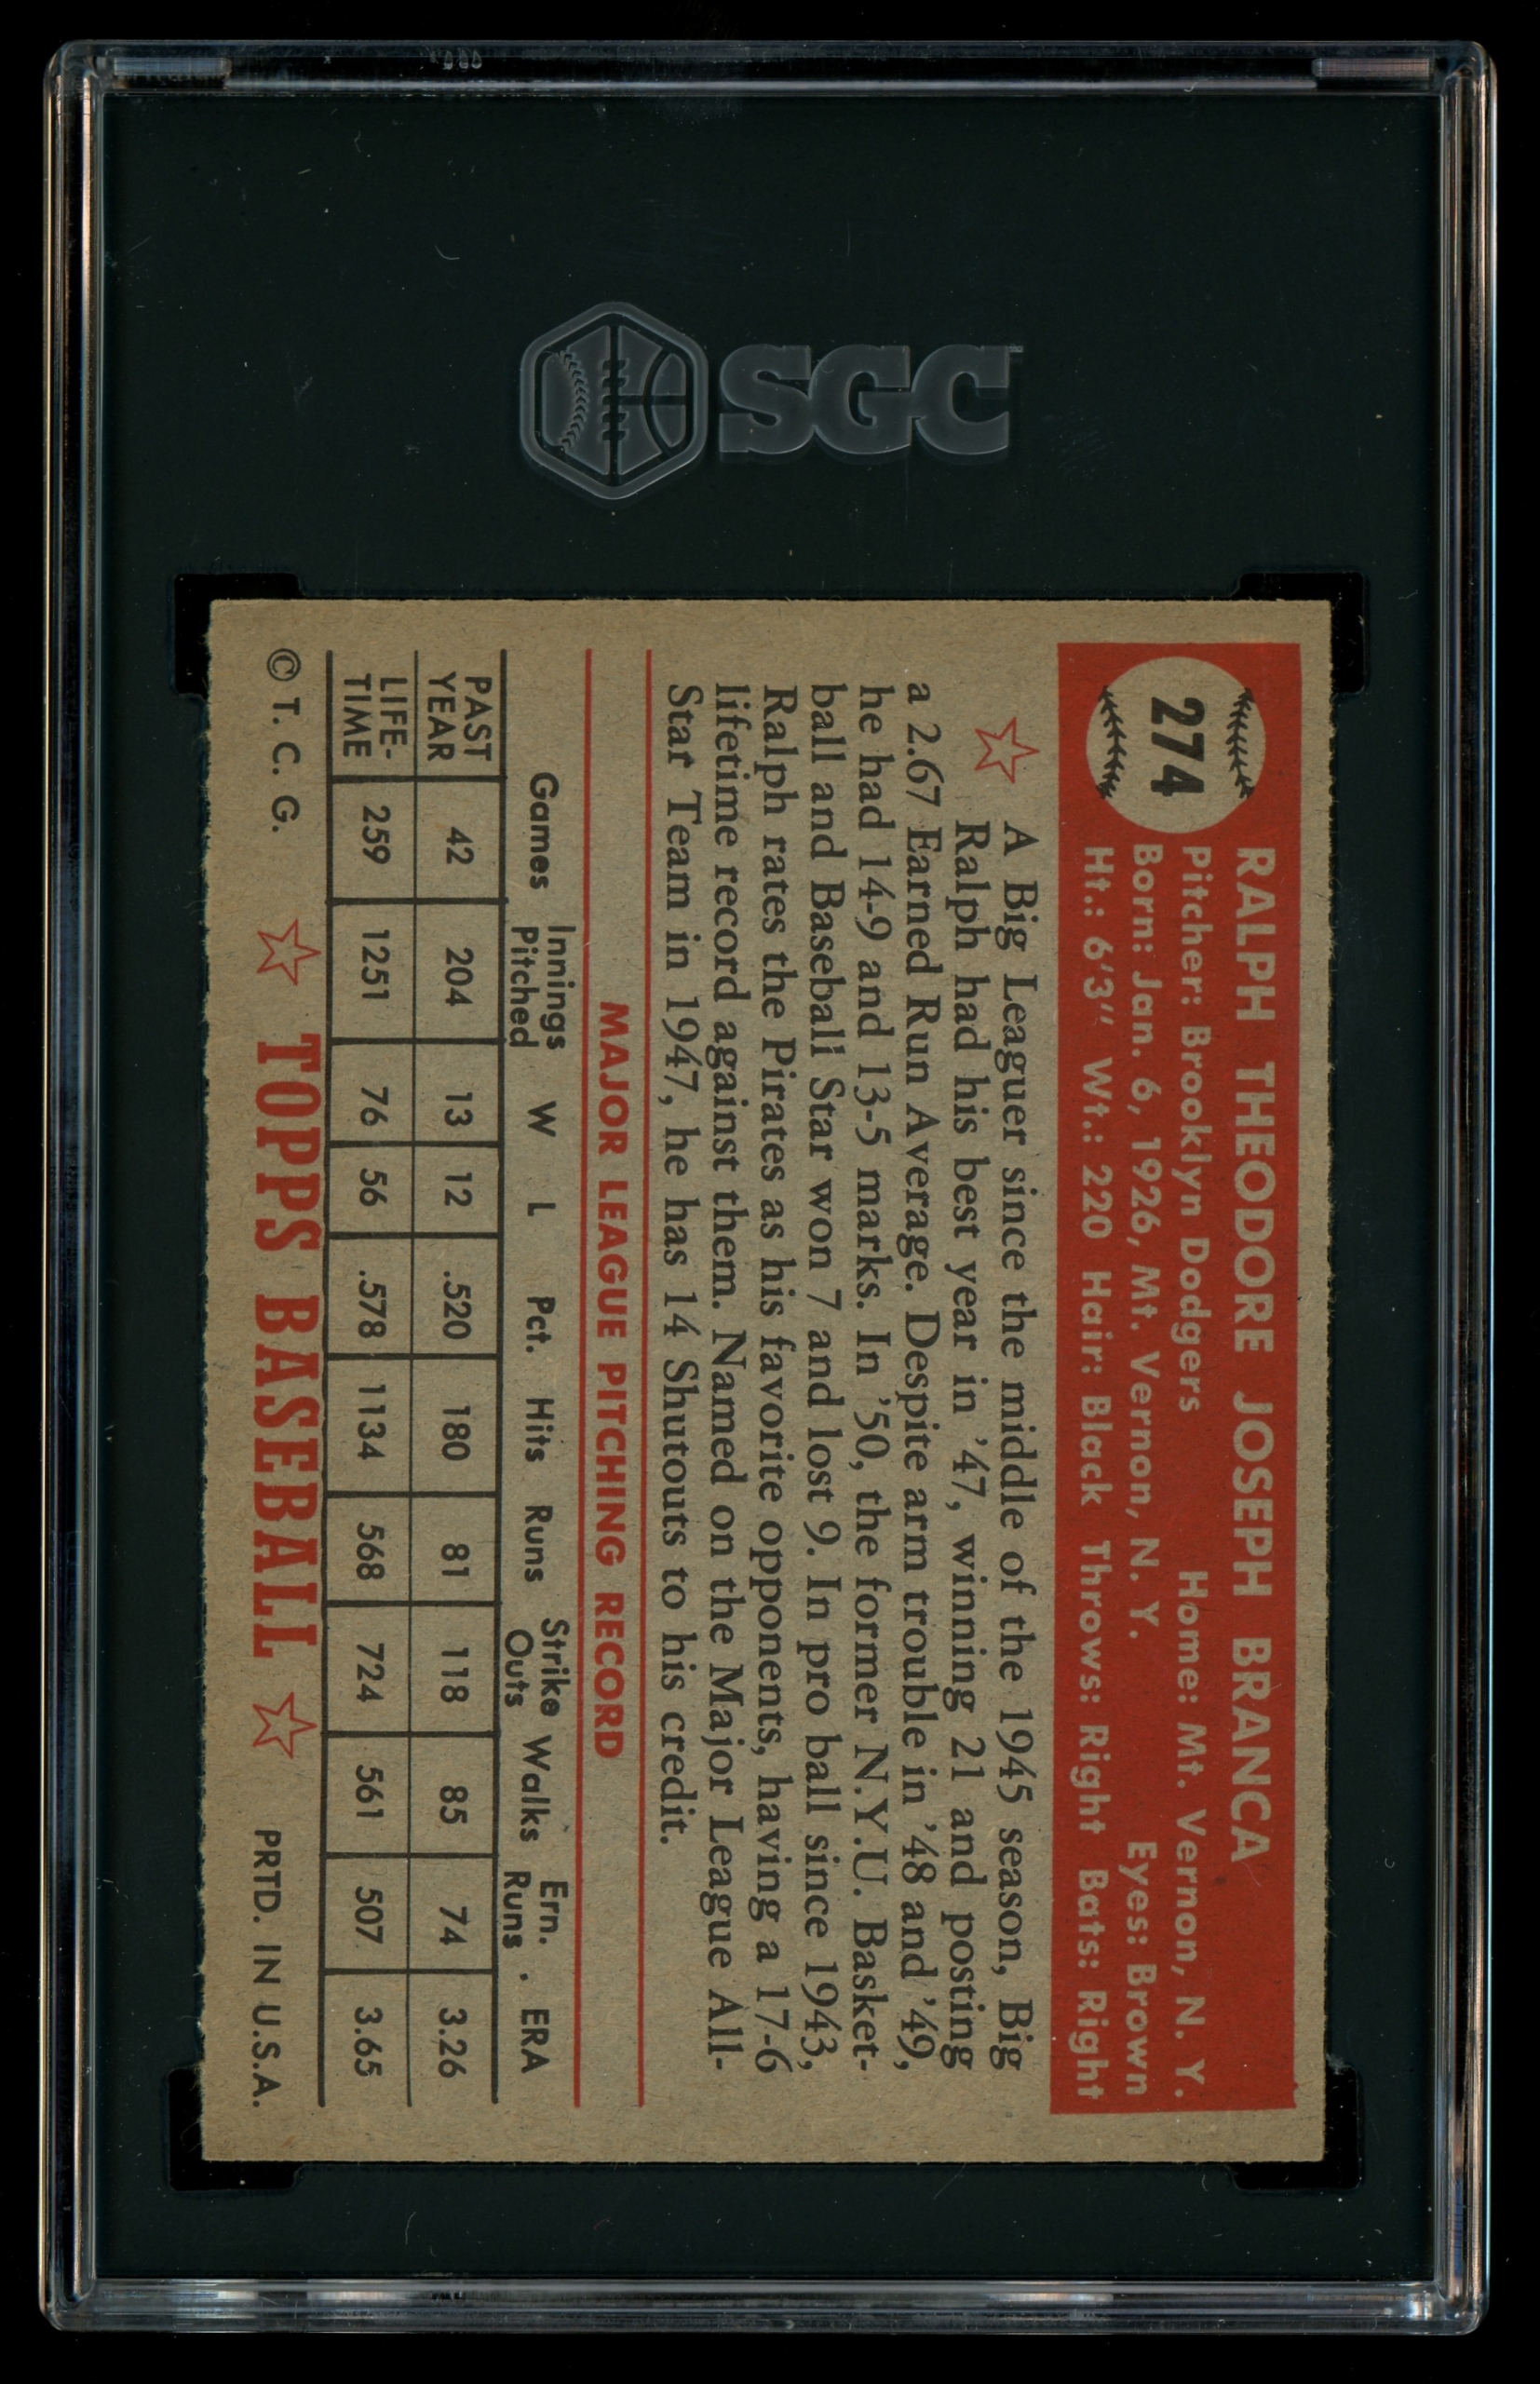 SGC
274
RALPH THEODORE JOSEPH BRANCA
Pitcher: Brooklyn Dodgers Home: Mt. Vernon, N. Y.
Born: Jan. 6, 1926, Mt. Vernon, N. Y. Eyes: Brown
Ht.: 6'3" Wt.: 220 Hair: Black Throws: Right Bats: Right
A Big Leaguer since the middle of the 1945 season, Big
Ralph had his best year in '47, winning 21 and posting
a 2.67 Earned Run Average. Despite arm trouble in '48 and '49,
he had 14-9 and 13-5 marks. In '50, the former N.Y.U. Basket-
ball and Baseball Star won 7 and lost 9. In pro ball since 1943,
Ralph rates the Pirates as his favorite opponents, having a 17-6
lifetime record against them. Named on the Major League All-
Star Team in 1947, he has 14 Shutouts to his credit.
MAJOR LEAGUE PITCHING RECORD
Games Innings Pitched W L Pct. Hits Runs Strike Outs Walks Ern. Runs ERA
PAST YEAR 42 204 13 12 .520 180 81 118 85 74 3.26
LIFE-TIME 259 1251 76 56 .578 1134 568 724 561 507 3.65
© T. C. G. TOPPS BASEBALL PRTD. IN U.S.A.